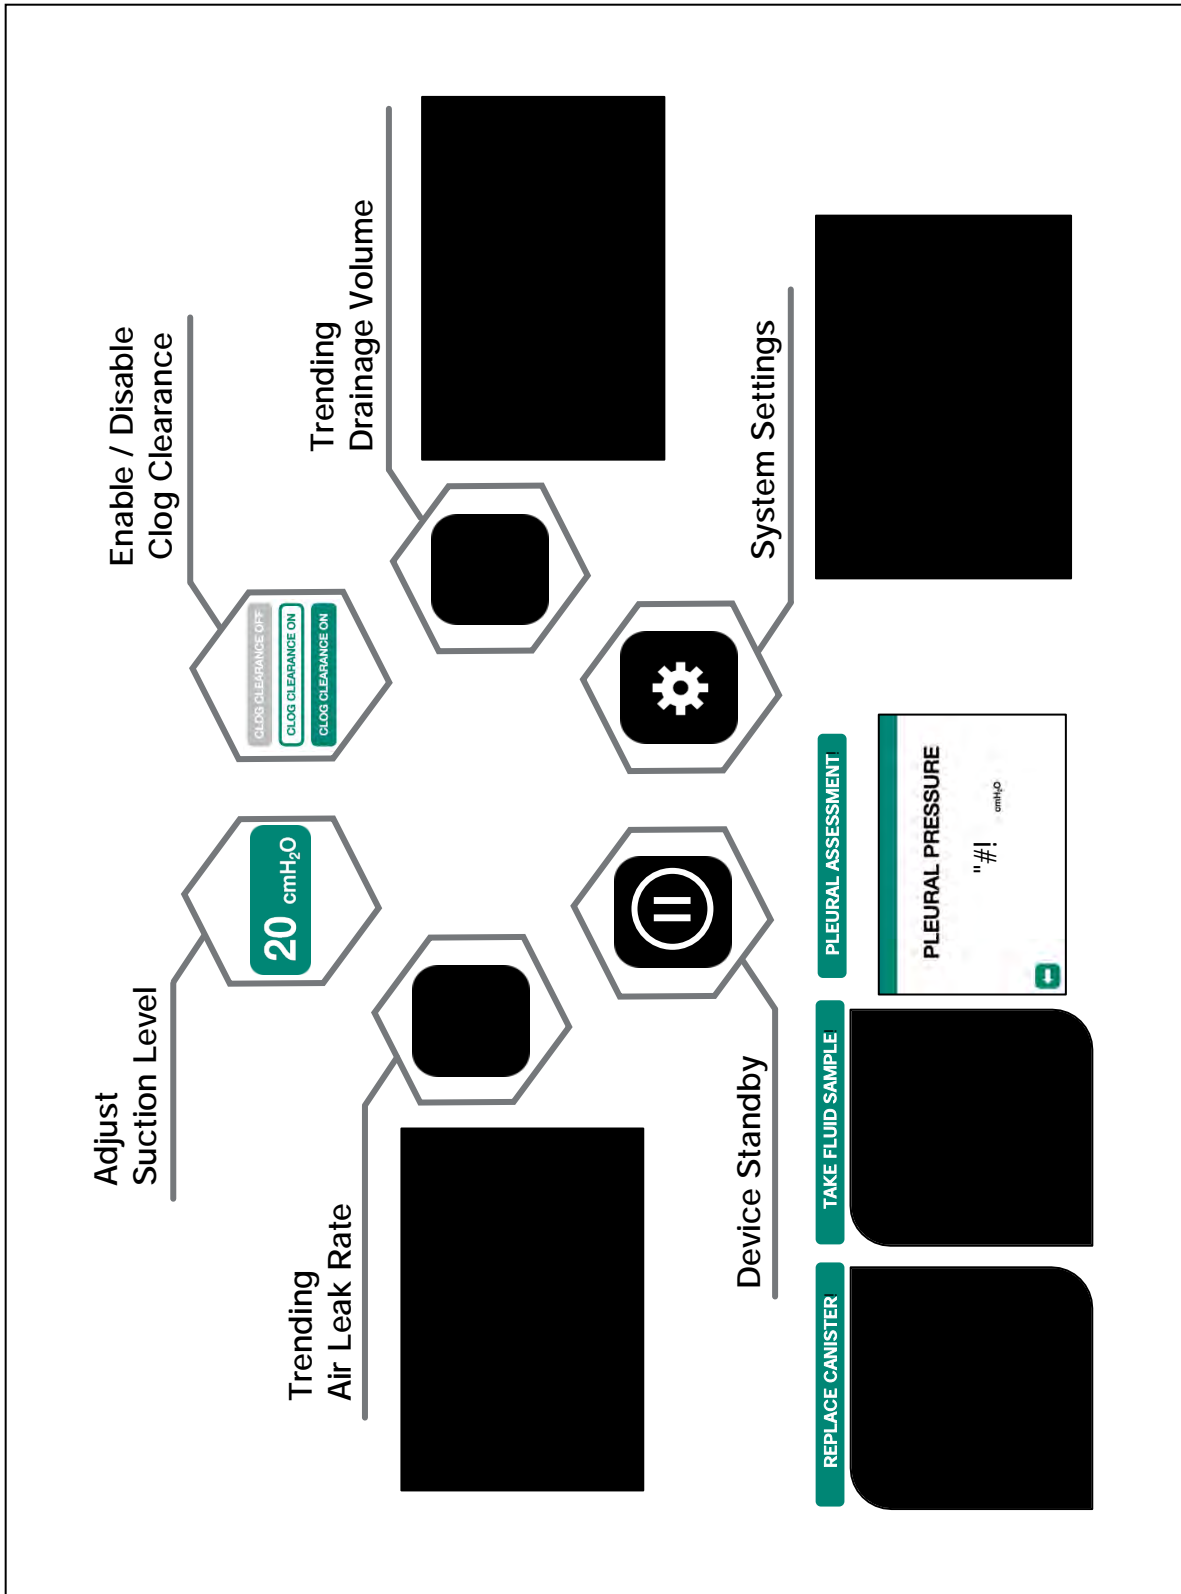 Adjust
Suction Level
20 cmH₂O
Enable / Disable
Clog Clearance
CLOG CLEARANCE OFF
CLOG CLEARANCE ON
CLOG CLEARANCE ON
Trending
Air Leak Rate
Trending
Drainage Volume
Device Standby
System Settings
REPLACE CANISTER!
TAKE FLUID SAMPLE!
PLEURAL ASSESSMENT!
PLEURAL PRESSURE
"#!
cmH₂O